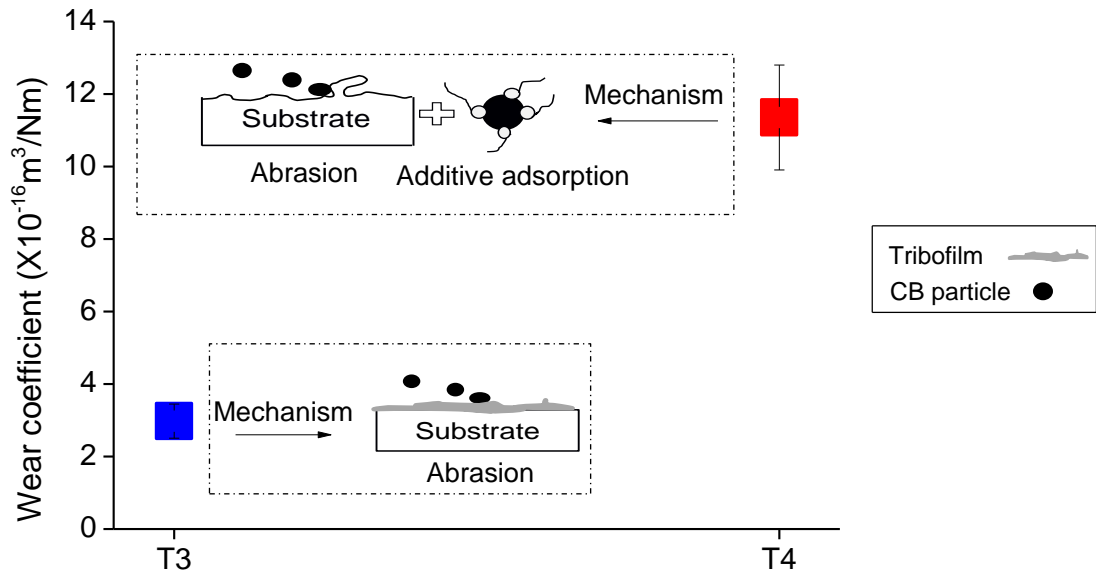 Wear coefficient (X10⁻¹⁶m³/Nm)
14
12
10
8
6
4
2
0
T3
T4
Substrate
Abrasion
Additive adsorption
Mechanism
Mechanism
Substrate
Abrasion
Tribofilm
CB particle